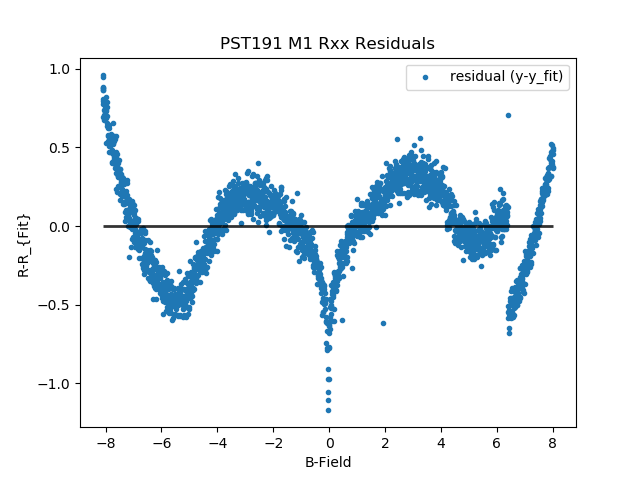 PST191 M1 Rxx Residuals
residual (y-y_fit)
1.0
0.5
0.0
−0.5
−1.0
R-R_{Fit}
−8 −6 −4 −2 0 2 4 6 8
B-Field